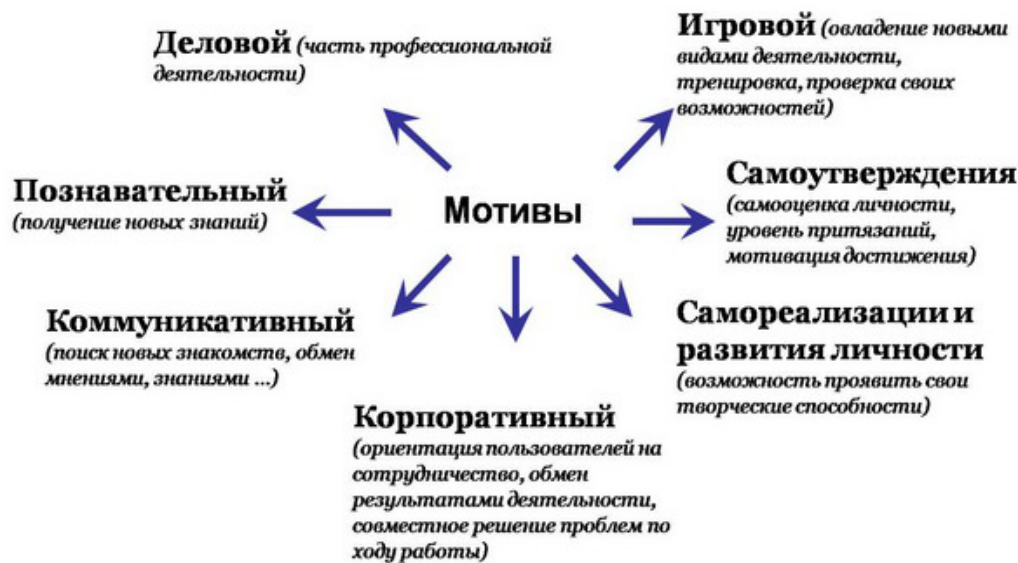 Деловой (часть профессиональной
деятельности)
Игровой (овладение новыми
видами деятельности,
тренировка, проверка своих
возможностей)
Познавательный
(получение новых знаний)
Мотивы
Самоутверждения
(самооценка личности,
уровень притязаний,
мотивация достижения)
Коммуникативный
(поиск новых знакомств, обмен
мнениями, знаниями ...)
Самореализации и
развития личности
(возможность проявить свои
творческие способности)
Корпоративный
(ориентация пользователей на
сотрудничество, обмен
результатами деятельности,
совместное решение проблем по
ходу работы)